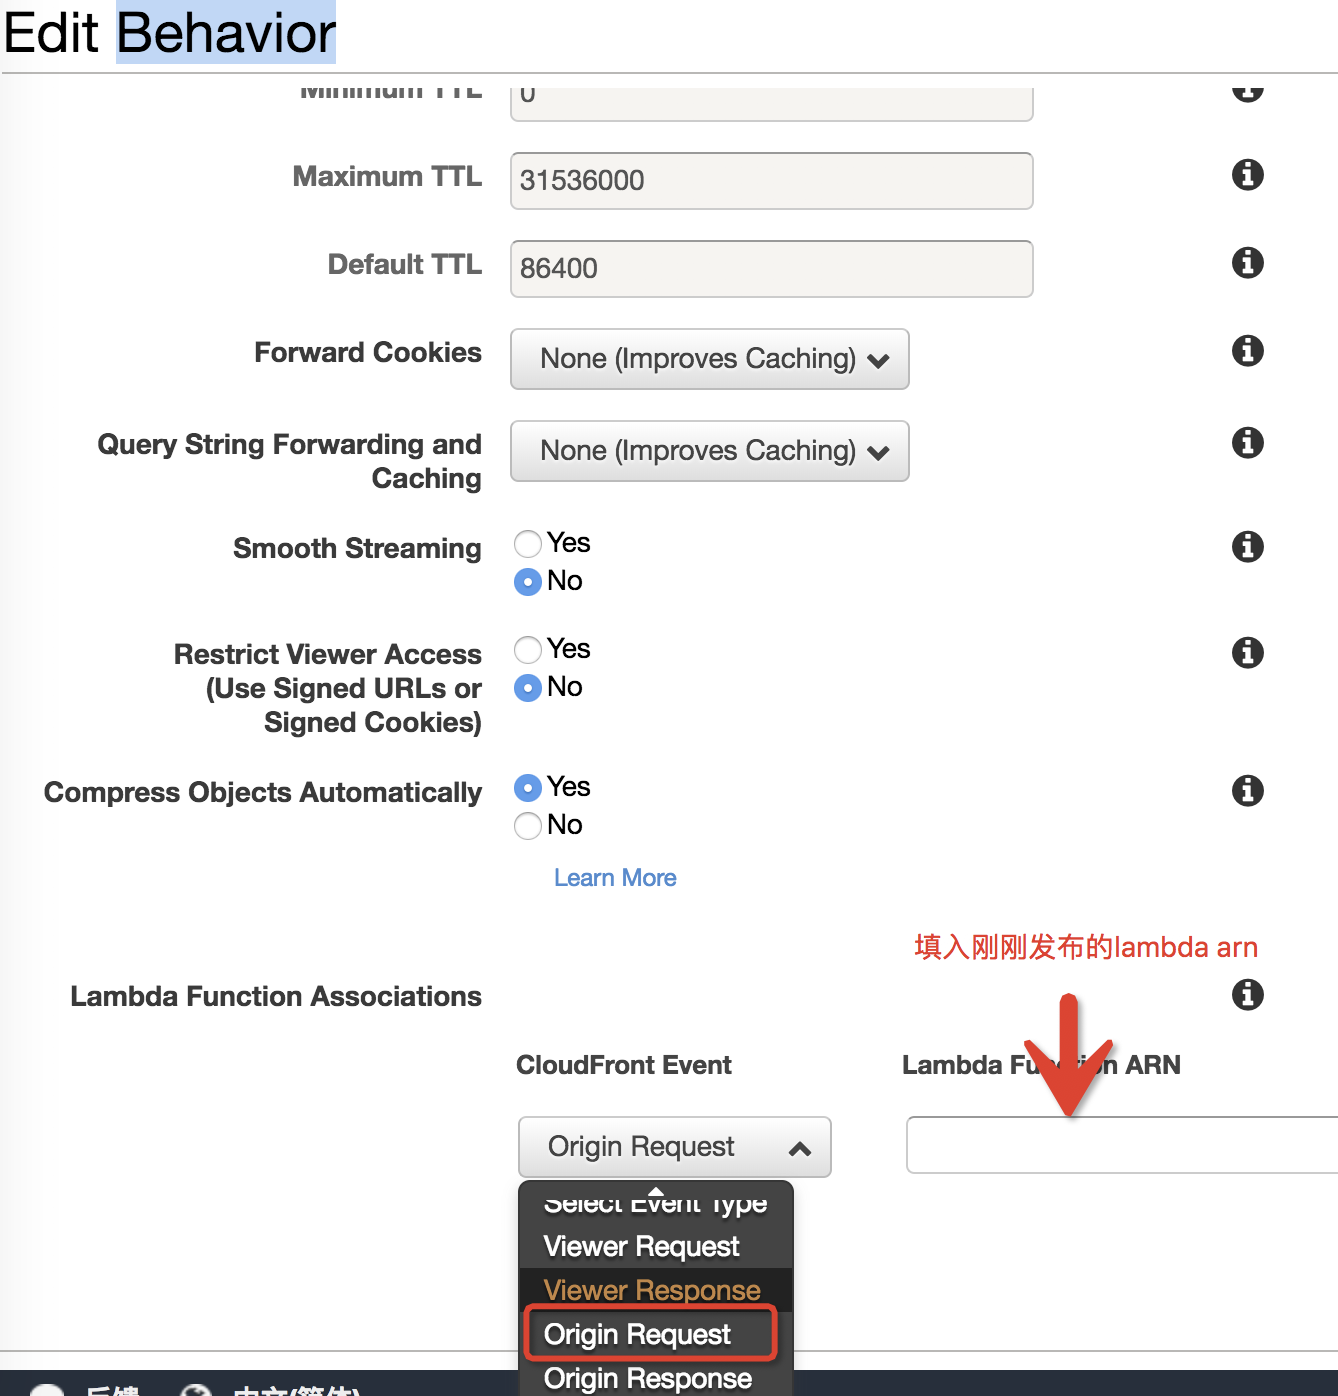 Edit Behavior
Minimum TTL
0
Maximum TTL
31536000
Default TTL
86400
Forward Cookies
None (Improves Caching)
Query String Forwarding and
Caching
None (Improves Caching)
Smooth Streaming
Yes
No
Restrict Viewer Access
(Use Signed URLs or
Signed Cookies)
Yes
No
Compress Objects Automatically
Yes
No
Learn More
填入刚刚发布的lambda arn
Lambda Function Associations
CloudFront Event
Lambda Function ARN
Origin Request
Select Event Type
Viewer Request
Viewer Response
Origin Request
Origin Response
反馈
中文(简体)